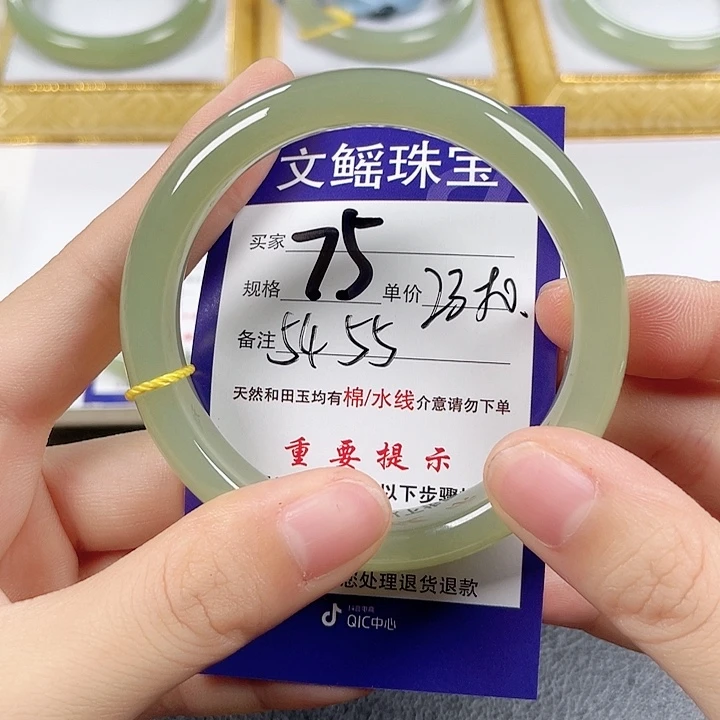 文鳐珠宝
买家 75
规格 单价
备注 54 55
天然和田玉均有棉/水线介意请勿下单
重要提示
以下步骤
处理退货退款
QIC中心